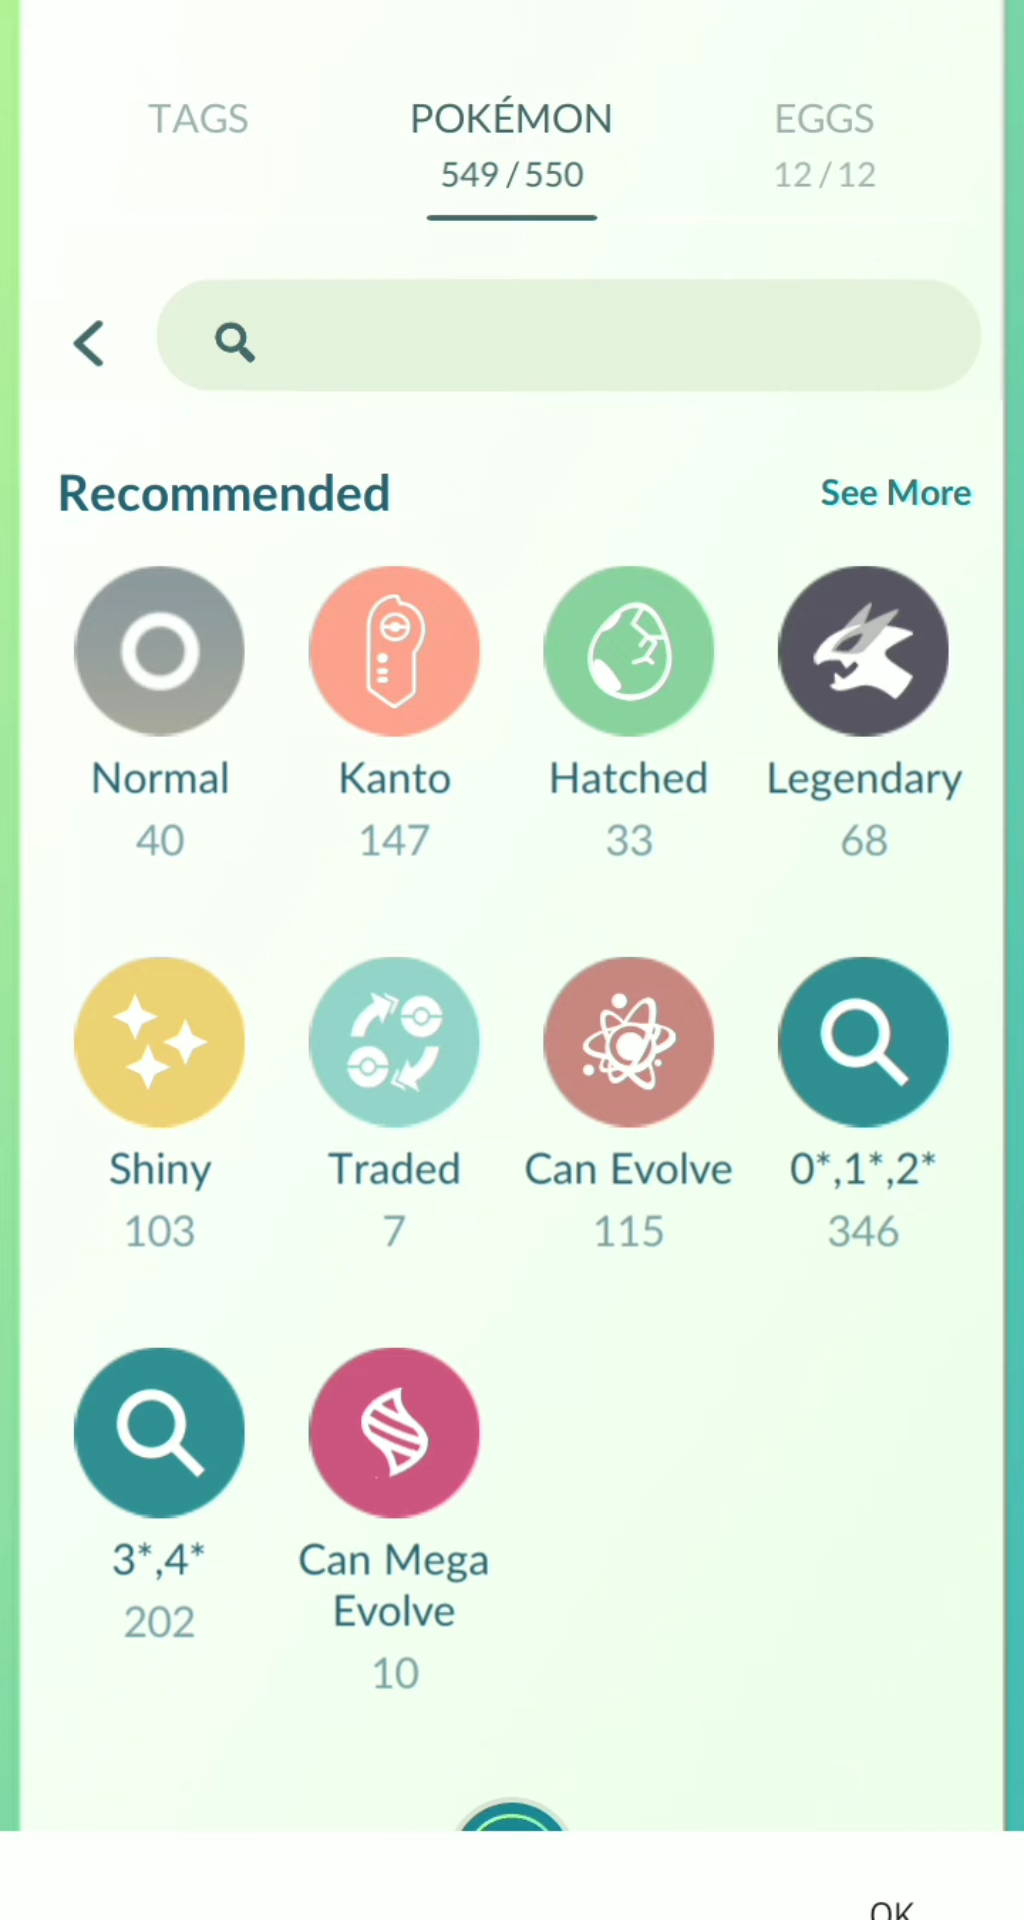 TAGS
POKÉMON
EGGS
549 / 550
12 / 12
Recommended
See More
Normal
Kanto
Hatched
Legendary
40
147
33
68
Shiny
Traded
Can Evolve
0*,1*,2*
103
7
115
346
3*,4*
Can Mega
Evolve
202
10
OK